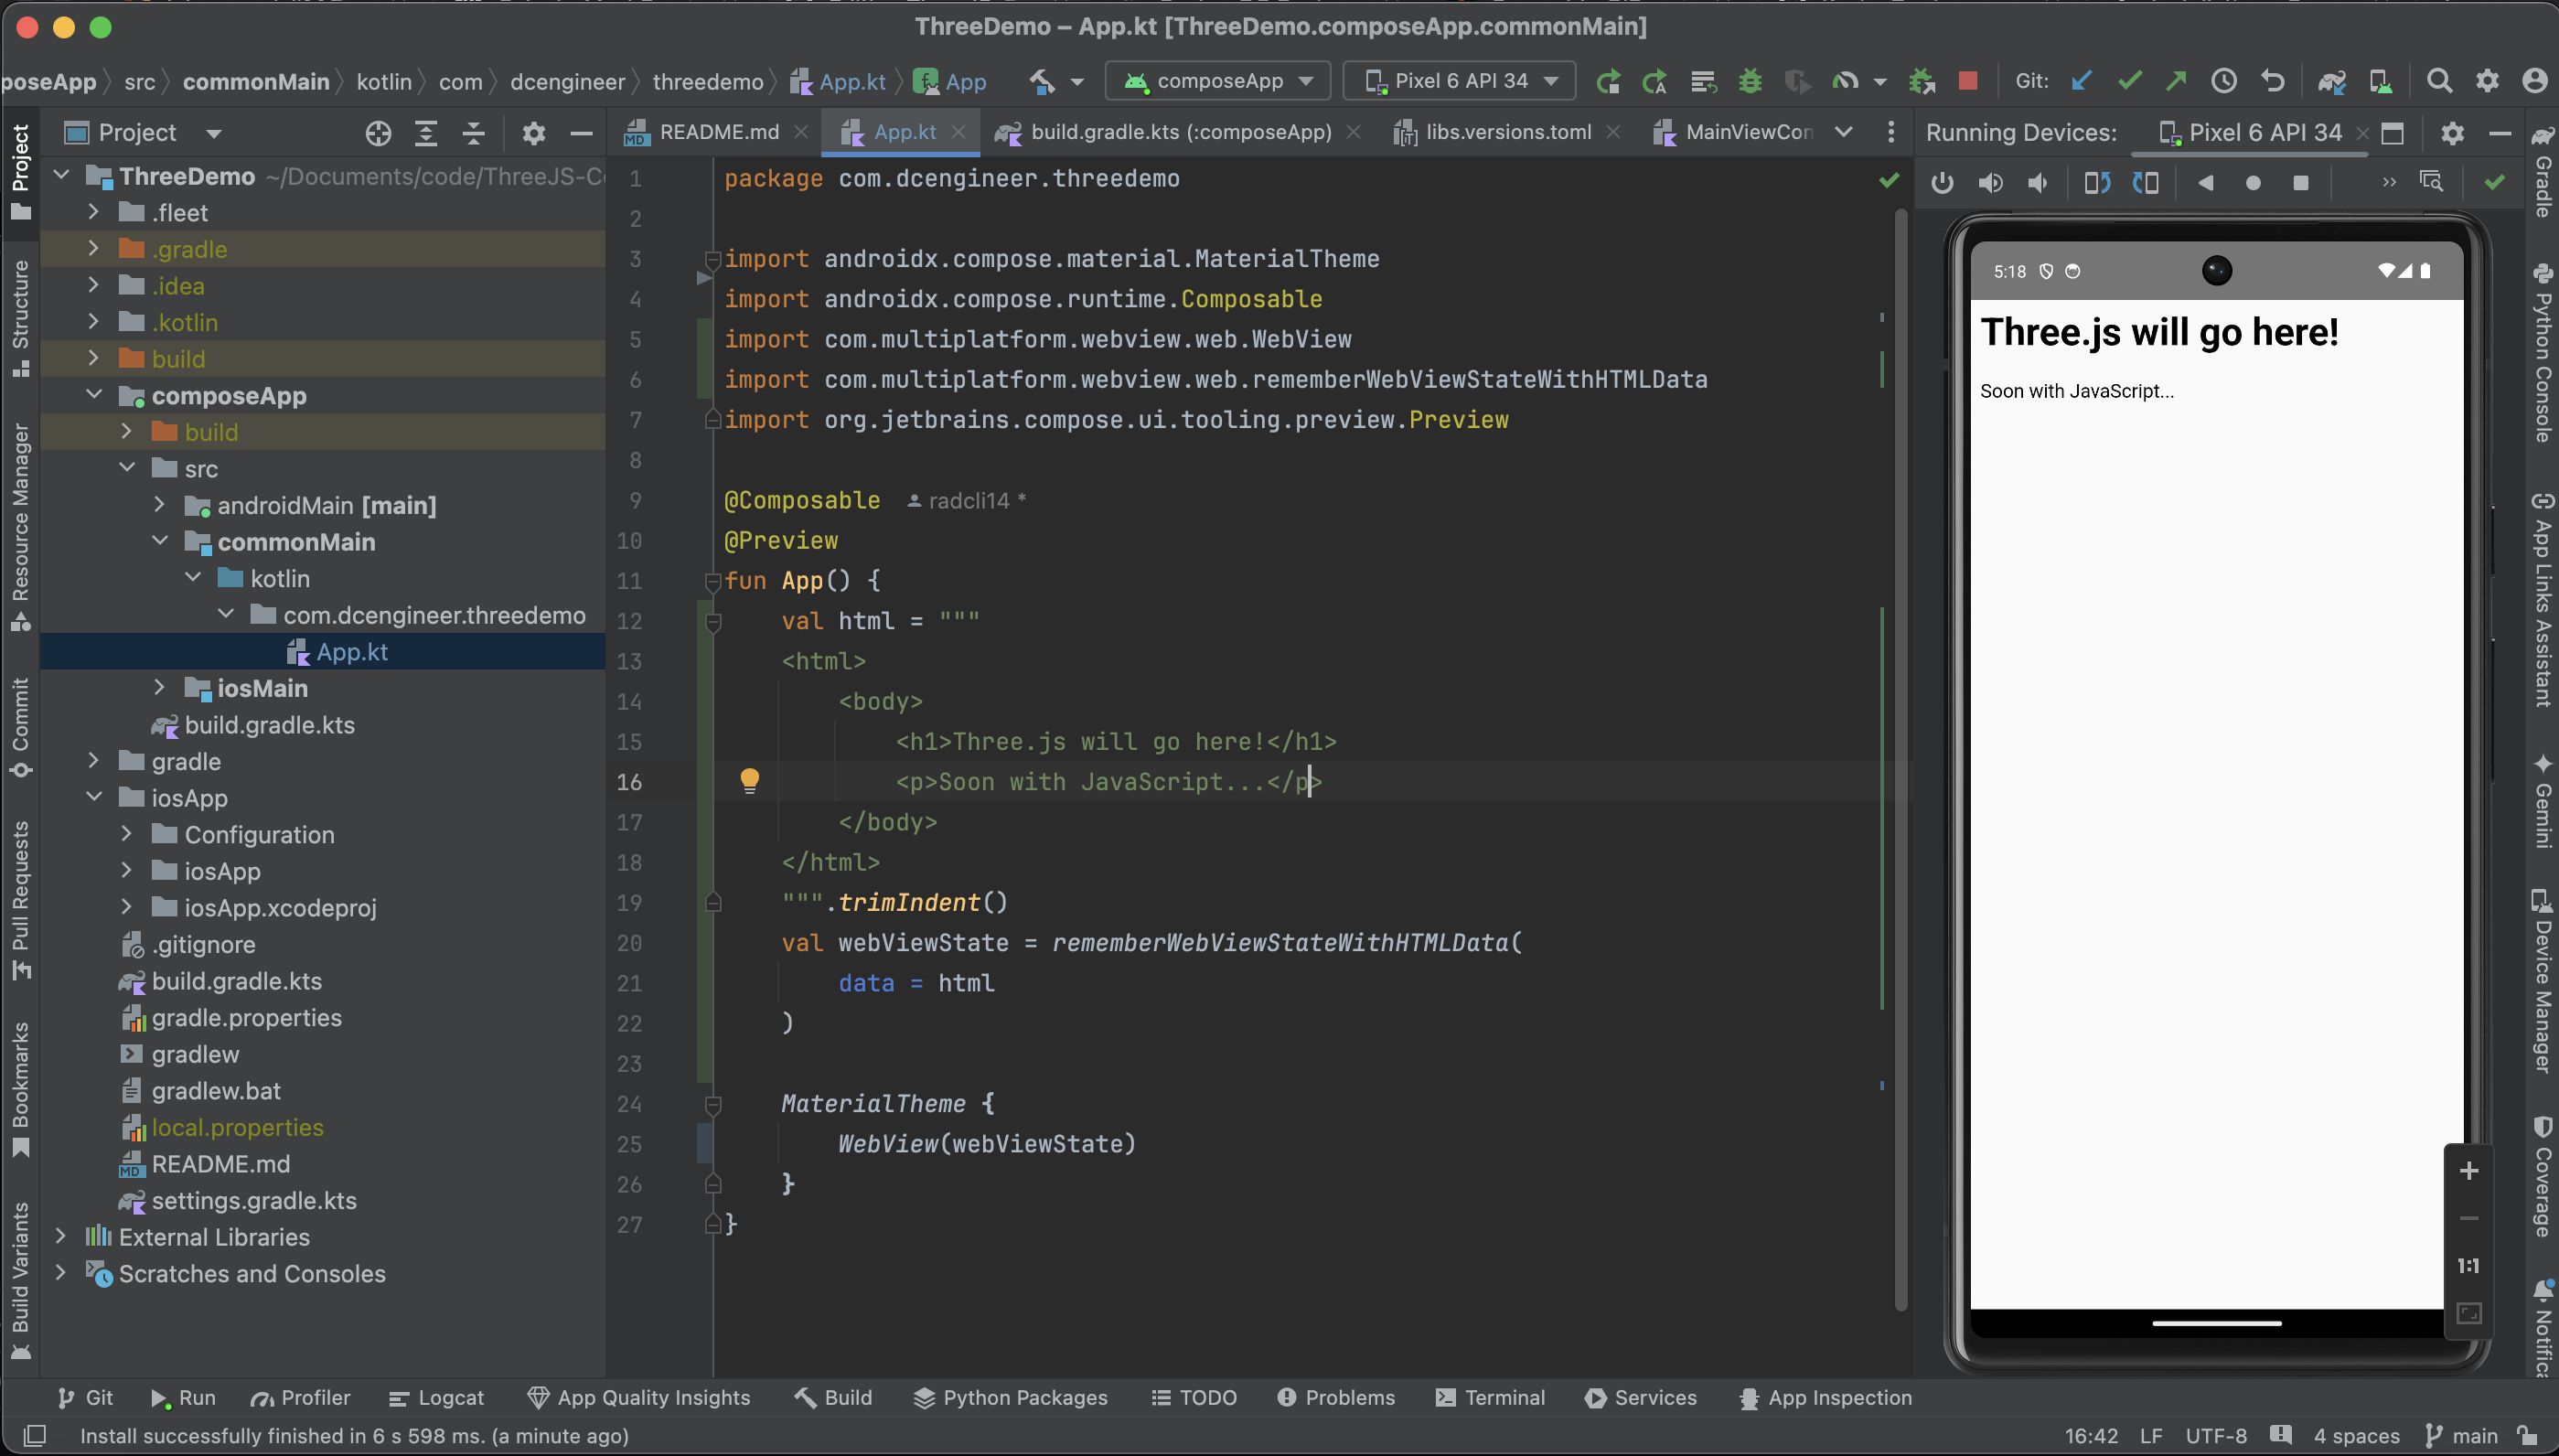 ThreeDemo – App.kt [ThreeDemo.composeApp.commonMain]
poseApp src commonMain kotlin com dcengineer threedemo App.kt App composeApp Pixel 6 API 34 Git:
Project
README.md App.kt build.gradle.kts (:composeApp) libs.versions.toml MainViewCon
Running Devices: Pixel 6 API 34
Project
Structure
Resource Manager
Commit
Pull Requests
Bookmarks
Build Variants
ThreeDemo ~/Documents/code/ThreeJS-C
.fleet
.gradle
.idea
.kotlin
build
composeApp
build
src
androidMain [main]
commonMain
kotlin
com.dcengineer.threedemo
App.kt
iosMain
build.gradle.kts
gradle
iosApp
Configuration
iosApp
iosApp.xcodeproj
.gitignore
build.gradle.kts
gradle.properties
gradlew
gradlew.bat
local.properties
README.md
settings.gradle.kts
External Libraries
Scratches and Consoles
1 package com.dcengineer.threedemo
2
3 import androidx.compose.material.MaterialTheme
4 import androidx.compose.runtime.Composable
5 import com.multiplatform.webview.web.WebView
6 import com.multiplatform.webview.web.rememberWebViewStateWithHTMLData
7 import org.jetbrains.compose.ui.tooling.preview.Preview
8
9 @Composable radcli14 *
10 @Preview
11 fun App() {
12 val html = """
13 <html>
14 <body>
15 <h1>Three.js will go here!</h1>
16 <p>Soon with JavaScript...</p>
17 </body>
18 </html>
19 """.trimIndent()
20 val webViewState = rememberWebViewStateWithHTMLData(
21 data = html
22 )
23
24 MaterialTheme {
25 WebView(webViewState)
26 }
27 }
5:18
Three.js will go here!
Soon with JavaScript...
1:1
Gradle
Python Console
App Links Assistant
Gemini
Device Manager
Coverage
Notifica
Git Run Profiler Logcat App Quality Insights Build Python Packages TODO Problems Terminal Services App Inspection
Install successfully finished in 6 s 598 ms. (a minute ago)
16:42 LF UTF-8 4 spaces main